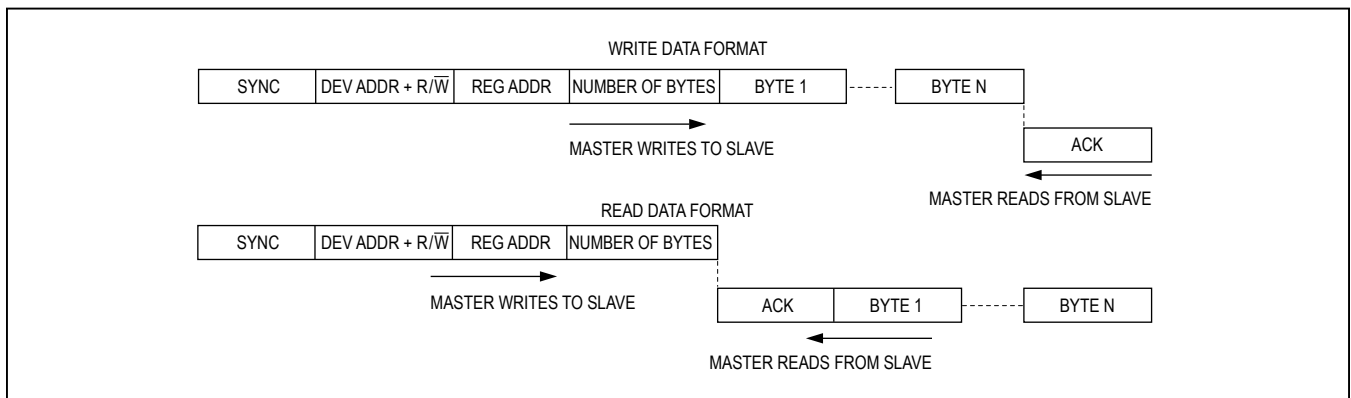 WRITE DATA FORMAT
SYNC DEV ADDR + R/W̅ REG ADDR NUMBER OF BYTES BYTE 1 BYTE N
MASTER WRITES TO SLAVE
ACK
MASTER READS FROM SLAVE
READ DATA FORMAT
SYNC DEV ADDR + R/W̅ REG ADDR NUMBER OF BYTES
MASTER WRITES TO SLAVE
ACK BYTE 1 BYTE N
MASTER READS FROM SLAVE